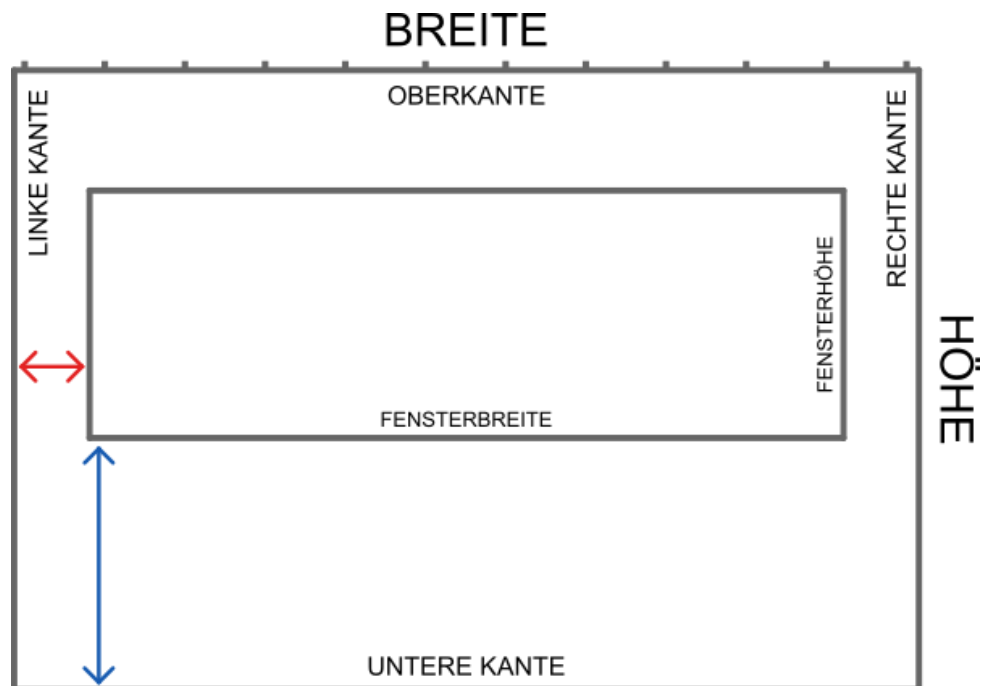 BREITE
OBERKANTE
LINKE KANTE
RECHTE KANTE
FENSTERHÖHE
HÖHE
FENSTERBREITE
UNTERE KANTE